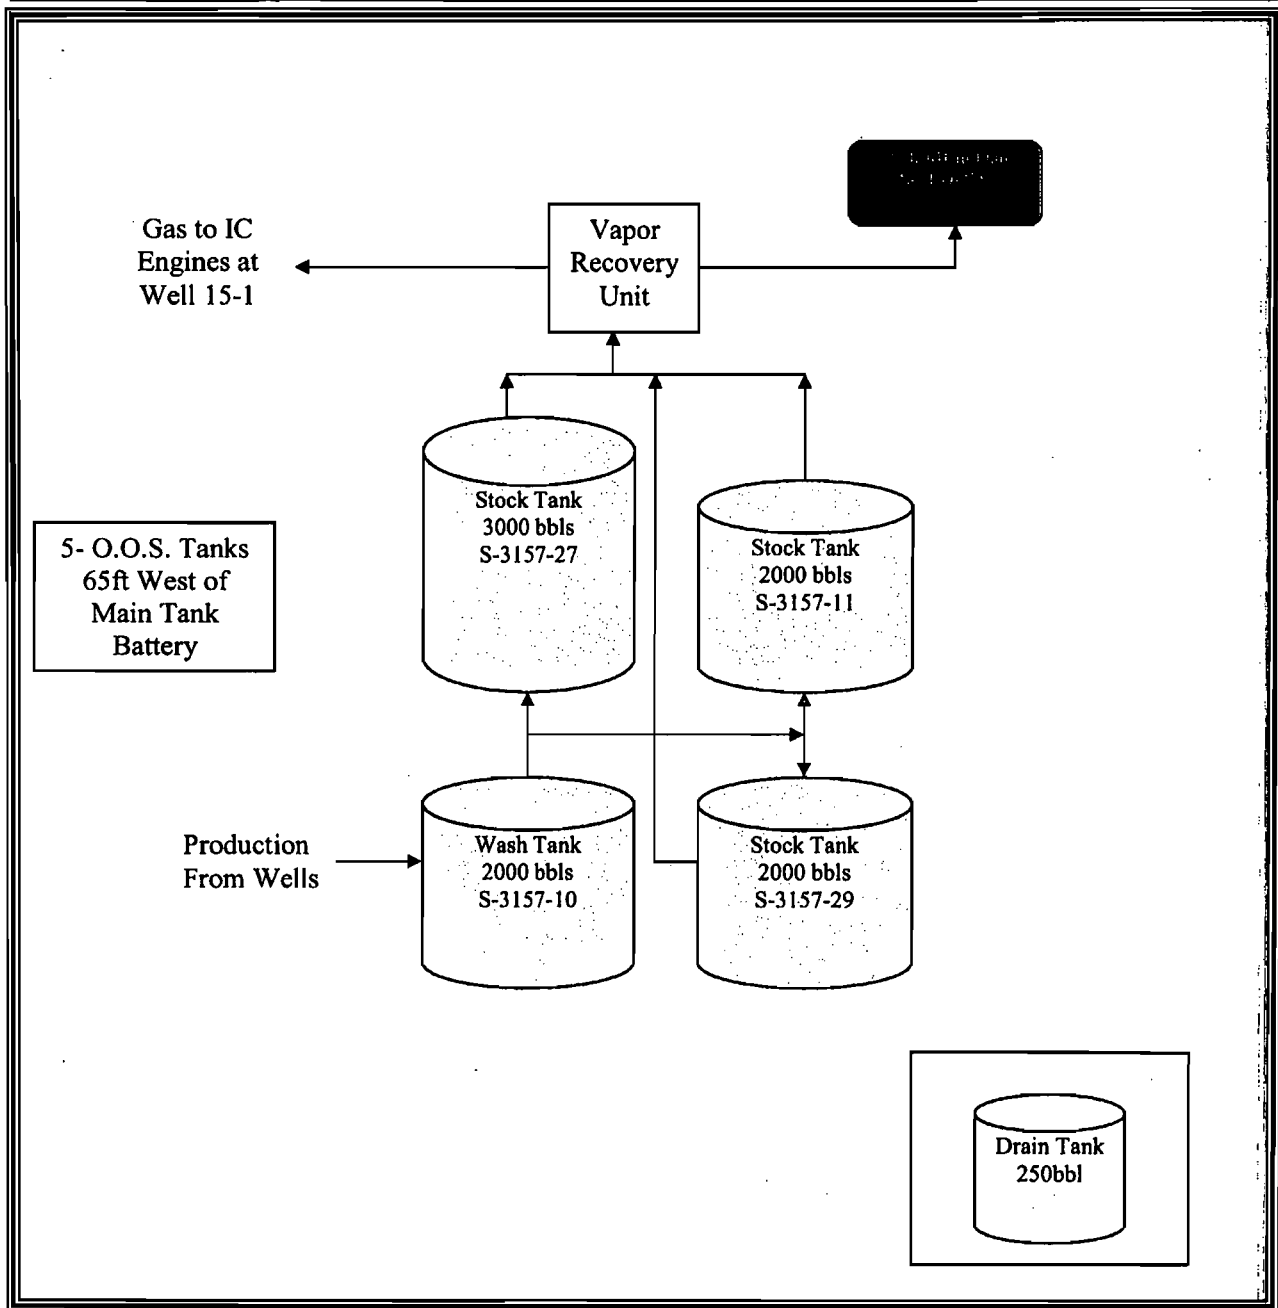 Gas to IC
Engines at
Well 15-1
Vapor
Recovery
Unit
Stock Tank
3000 bbls
S-3157-27
Stock Tank
2000 bbls
S-3157-11
5- O.O.S. Tanks
65ft West of
Main Tank
Battery
Production
From Wells
Wash Tank
2000 bbls
S-3157-10
Stock Tank
2000 bbls
S-3157-29
Drain Tank
250bbl